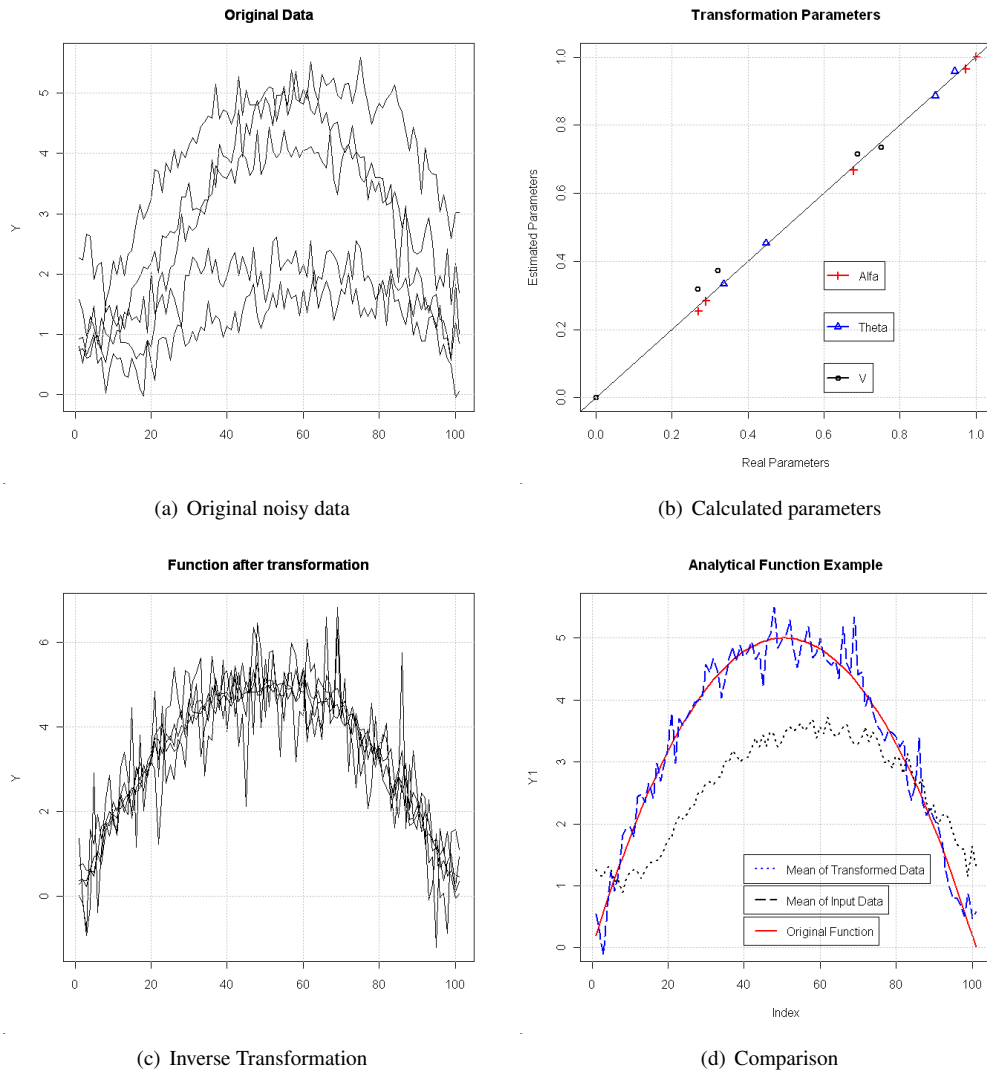 Original Data
Y
5
4
3
2
1
0
0 20 40 60 80 100
(a) Original noisy data
Transformation Parameters
Estimated Parameters
1.0
0.8
0.6
0.4
0.2
0.0
Alfa
Theta
V
0.0 0.2 0.4 0.6 0.8 1.0
Real Parameters
(b) Calculated parameters
Function after transformation
Y
6
4
2
0
0 20 40 60 80 100
(c) Inverse Transformation
Analytical Function Example
Y1
5
4
3
2
1
0
Mean of Transformed Data
Mean of Input Data
Original Function
0 20 40 60 80 100
Index
(d) Comparison